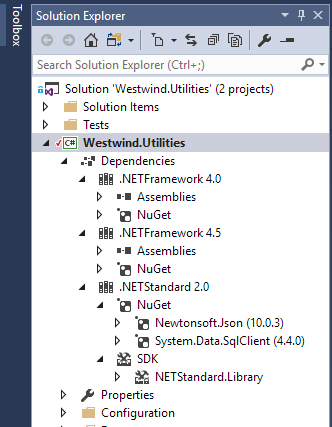 Toolbox
Solution Explorer
Search Solution Explorer (Ctrl+;)
Solution 'Westwind.Utilities' (2 projects)
Solution Items
Tests
C# Westwind.Utilities
Dependencies
.NETFramework 4.0
Assemblies
NuGet
.NETFramework 4.5
Assemblies
NuGet
.NETStandard 2.0
NuGet
Newtonsoft.Json (10.0.3)
System.Data.SqlClient (4.4.0)
SDK
NETStandard.Library
Properties
Configuration